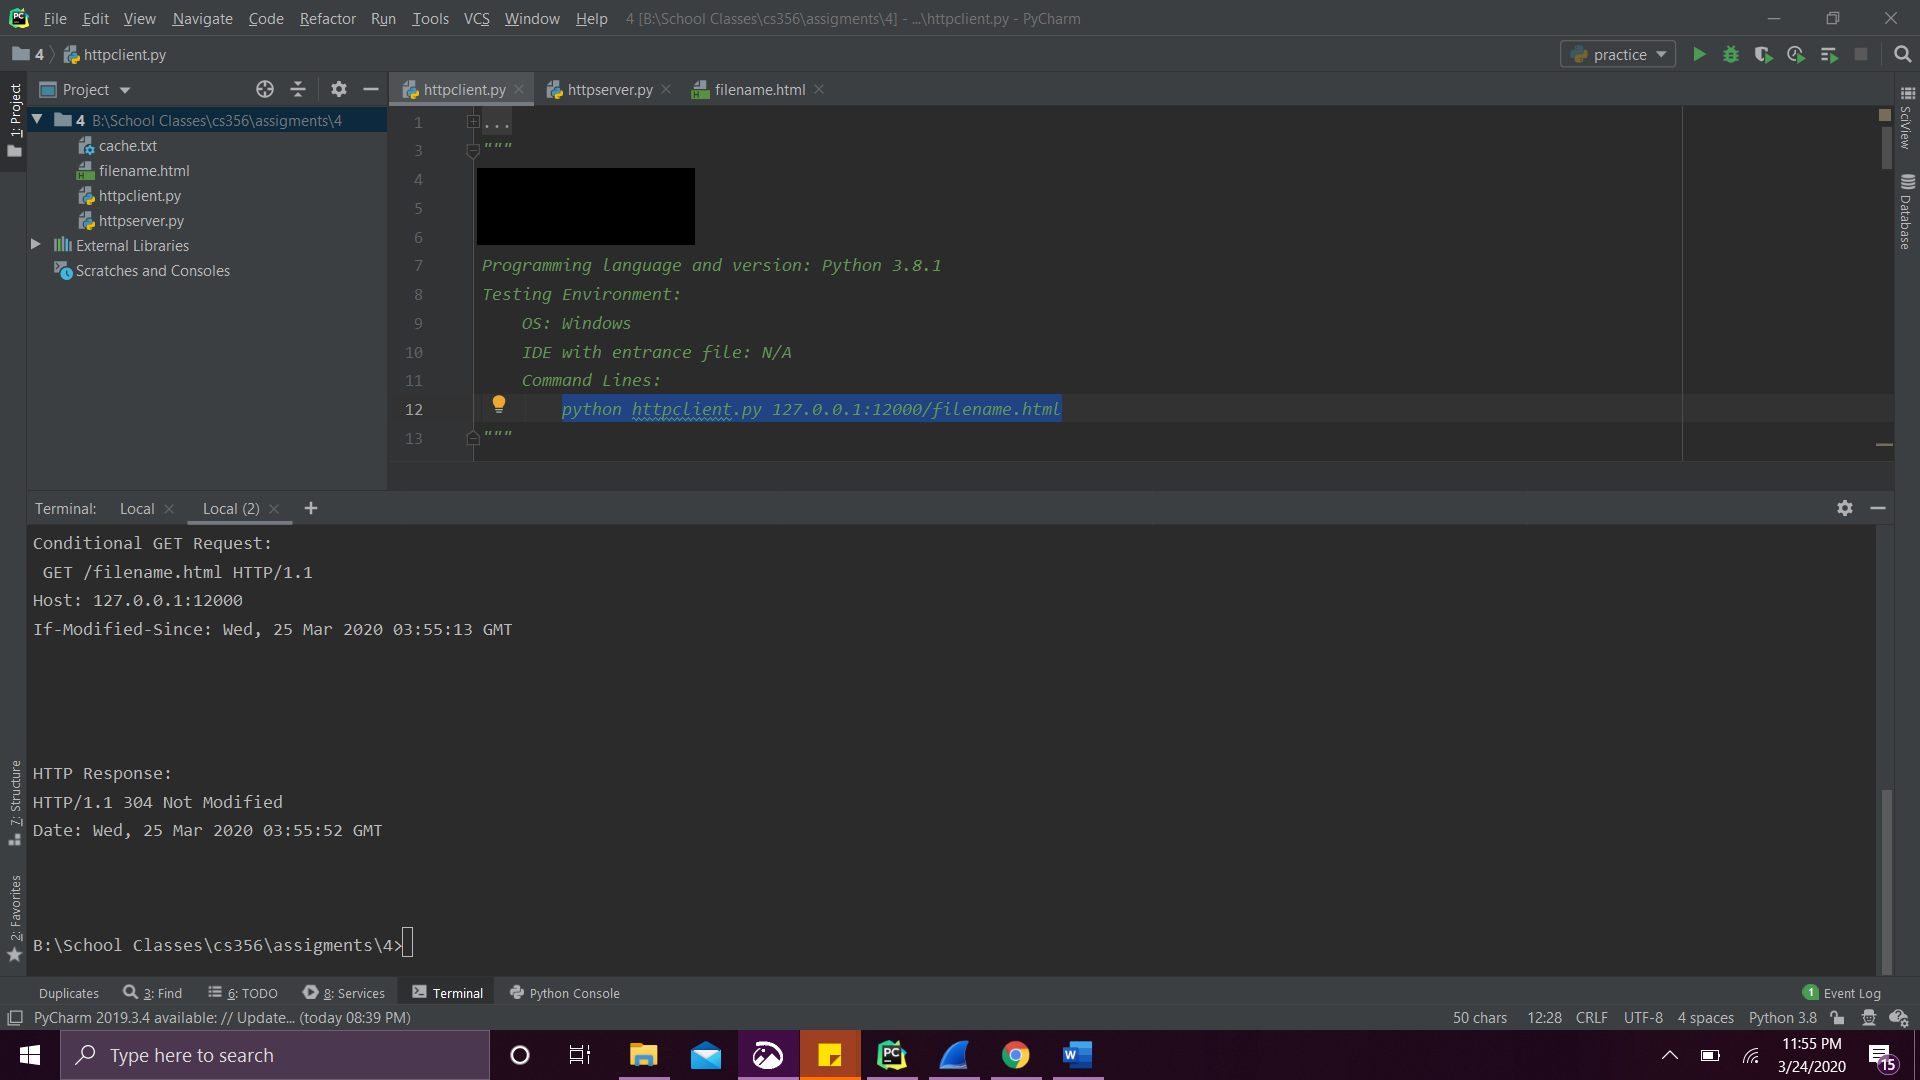 File Edit View Navigate Code Refactor Run Tools VCS Window Help 4 [B:\School Classes\cs356\assigments\4] - ...\httpclient.py - PyCharm
4 httpclient.py practice
Project
httpclient.py httpserver.py filename.html
1: Project
4 B:\School Classes\cs356\assigments\4
cache.txt
filename.html
httpclient.py
httpserver.py
External Libraries
Scratches and Consoles
1 ...
3 """
4
5
6
7 Programming language and version: Python 3.8.1
8 Testing Environment:
9 OS: Windows
10 IDE with entrance file: N/A
11 Command Lines:
12 python httpclient.py 127.0.0.1:12000/filename.html
13 """
SciView
Database
Terminal: Local Local (2) +
Conditional GET Request:
GET /filename.html HTTP/1.1
Host: 127.0.0.1:12000
If-Modified-Since: Wed, 25 Mar 2020 03:55:13 GMT
HTTP Response:
HTTP/1.1 304 Not Modified
Date: Wed, 25 Mar 2020 03:55:52 GMT
B:\School Classes\cs356\assigments\4>
7: Structure
2: Favorites
Duplicates 3: Find 6: TODO 8: Services Terminal Python Console 1 Event Log
PyCharm 2019.3.4 available: // Update... (today 08:39 PM) 50 chars 12:28 CRLF UTF-8 4 spaces Python 3.8
Type here to search
11:55 PM
3/24/2020
15